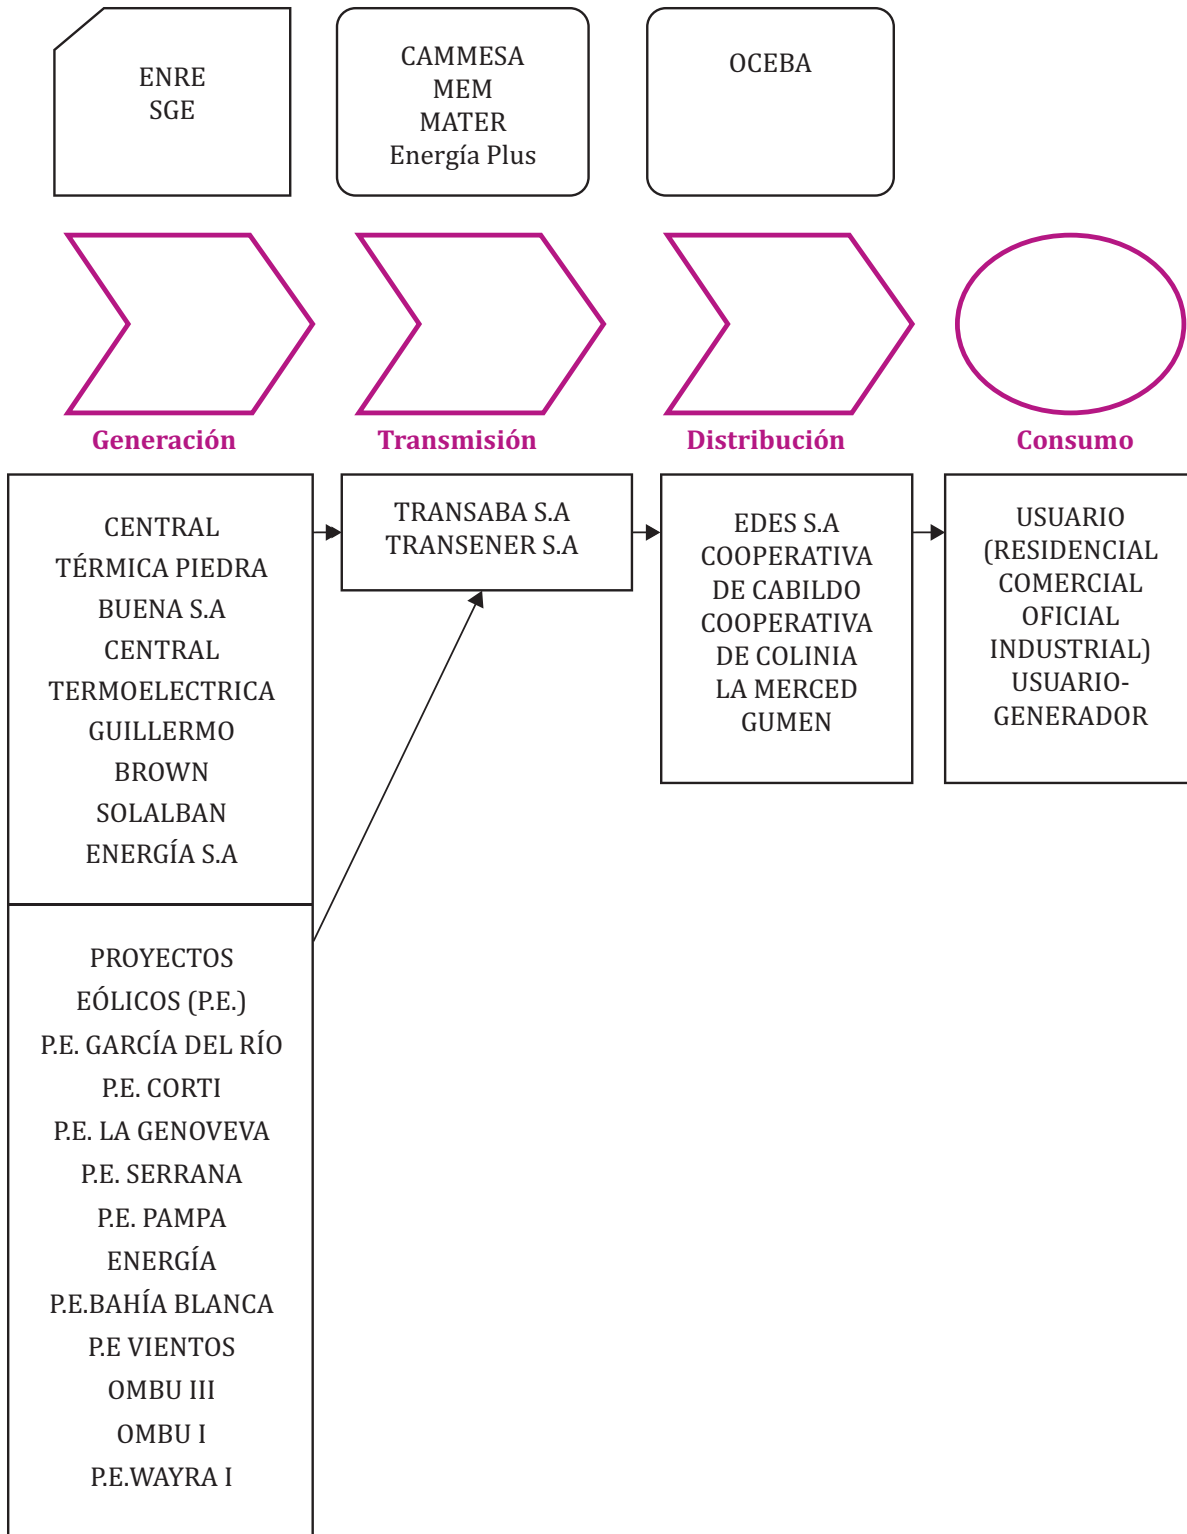 ENRE
SGE
CAMMESA
MEM
MATER
Energía Plus
OCEBA
Generación
Transmisión
Distribución
Consumo
CENTRAL
TÉRMICA PIEDRA
BUENA S.A
CENTRAL
TERMOELECTRICA
GUILLERMO
BROWN
SOLALBAN
ENERGÍA S.A
TRANSABA S.A
TRANSENER S.A
EDES S.A
COOPERATIVA
DE CABILDO
COOPERATIVA
DE COLINIA
LA MERCED
GUMEN
USUARIO
(RESIDENCIAL
COMERCIAL
OFICIAL
INDUSTRIAL)
USUARIO-
GENERADOR
PROYECTOS
EÓLICOS (P.E.)
P.E. GARCÍA DEL RÍO
P.E. CORTI
P.E. LA GENOVEVA
P.E. SERRANA
P.E. PAMPA
ENERGÍA
P.E.BAHÍA BLANCA
P.E VIENTOS
OMBU III
OMBU I
P.E.WAYRA I